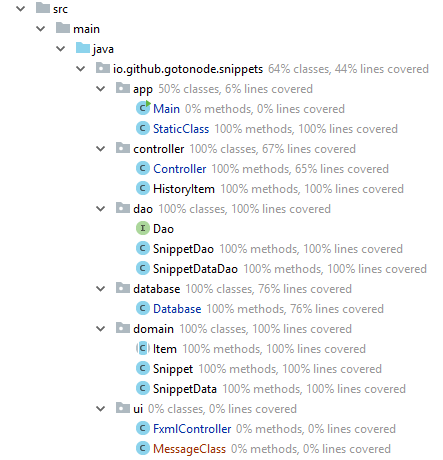 src
main
java
io.github.gotonode.snippets 64% classes, 44% lines covered
app 50% classes, 6% lines covered
C Main 0% methods, 0% lines covered
C StaticClass 100% methods, 100% lines covered
controller 100% classes, 67% lines covered
C Controller 100% methods, 65% lines covered
C HistoryItem 100% methods, 100% lines covered
dao 100% classes, 100% lines covered
I Dao
C SnippetDao 100% methods, 100% lines covered
C SnippetDataDao 100% methods, 100% lines covered
database 100% classes, 76% lines covered
C Database 100% methods, 76% lines covered
domain 100% classes, 100% lines covered
C Item 100% methods, 100% lines covered
C Snippet 100% methods, 100% lines covered
C SnippetData 100% methods, 100% lines covered
ui 0% classes, 0% lines covered
C FxmlController 0% methods, 0% lines covered
C MessageClass 0% methods, 0% lines covered